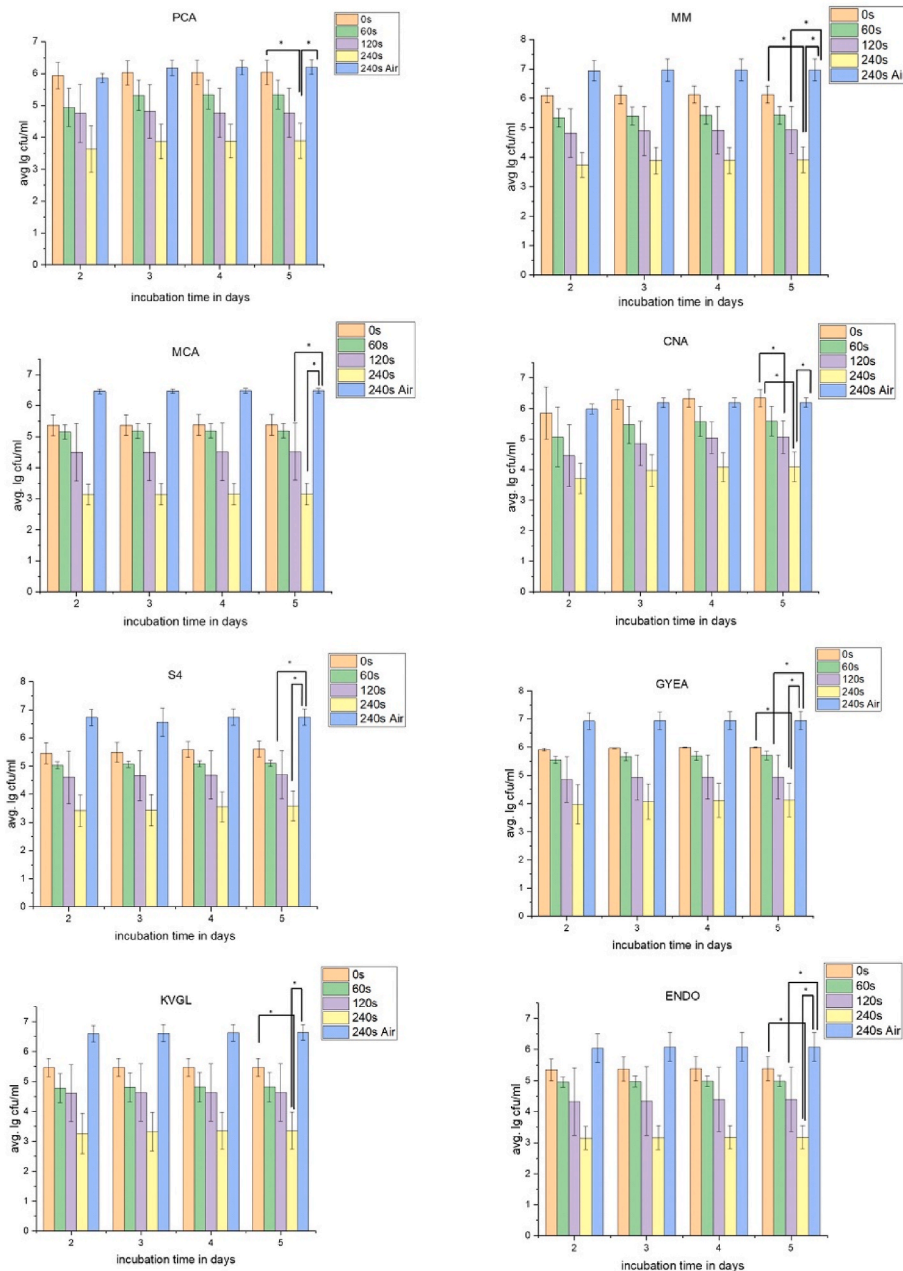 PCA
0s
60s
120s
240s
240s Air
*
*
7
6
5
4
3
2
1
0
avg lg cfu/ml
2
3
4
5
incubation time in days
MM
0s
60s
120s
240s
240s Air
*
*
*
*
8
7
6
5
4
3
2
1
0
avg. lg cfu/ml
2
3
4
5
incubation time in days
MCA
0s
60s
120s
240s
240s Air
*
*
7
6
5
4
3
2
1
0
avg. lg cfu/ml
2
3
4
5
incubation time in days
CNA
0s
60s
120s
240s
240s Air
*
*
*
7
6
5
4
3
2
1
0
avg. lg cfu/ml
2
3
4
5
incubation time in days
S4
0s
60s
120s
240s
240s Air
*
*
8
7
6
5
4
3
2
1
0
avg. lg cfu/ml
2
3
4
5
incubation time in days
GYEA
0s
60s
120s
240s
240s Air
*
*
*
8
7
6
5
4
3
2
1
0
avg. lg cfu/ml
2
3
4
5
incubation time in days
KVGL
0s
60s
120s
240s
240s Air
*
*
7
6
5
4
3
2
1
0
avg. lg cfu/ml
2
3
4
5
incubation time in days
ENDO
0s
60s
120s
240s
240s Air
*
*
*
7
6
5
4
3
2
1
0
avg. lg cfu/ml
2
3
4
5
incubation time in days